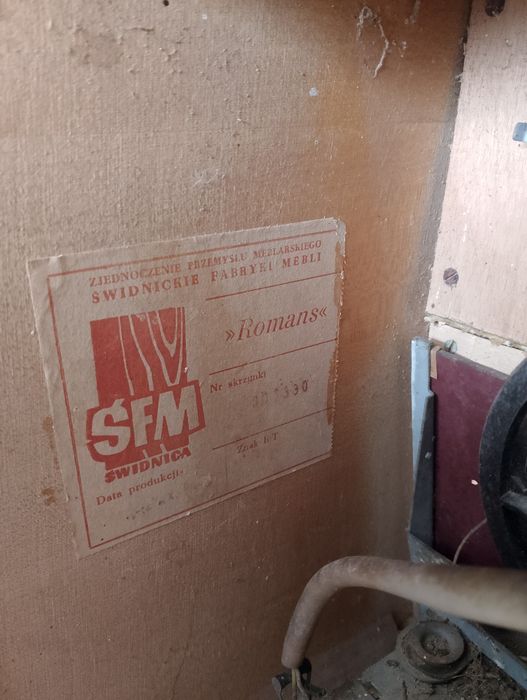 ZJEDNOCZENIE PRZEMYSŁU MEBLARSKIEGO
ŚWIDNICKIE FABRYKI MEBLI
»Romans«
Nr skrzynki
ŚFM
ŚWIDNICA
Znak KT
Data produkcji